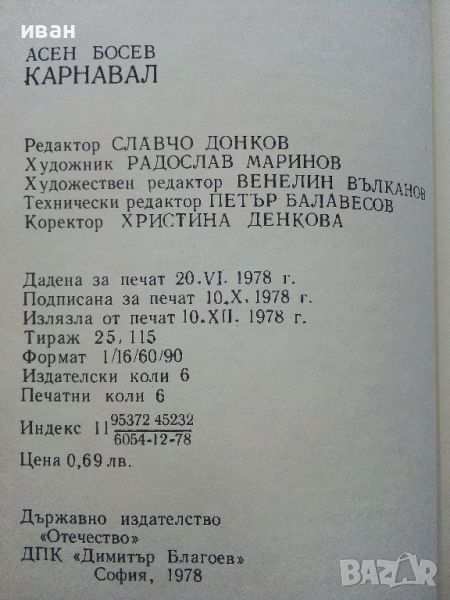 иван
АСЕН БОСЕВ
КАРНАВАЛ
Редактор СЛАВЧО ДОНКОВ
Художник РАДОСЛАВ МАРИНОВ
Художествен редактор ВЕНЕЛИН ВЪЛКАНОВ
Технически редактор ПЕТЪР БАЛАВЕСОВ
Коректор ХРИСТИНА ДЕНКОВА
Дадена за печат 20.VI. 1978 г.
Подписана за печат 10.X. 1978 г.
Излязла от печат 10.XII. 1978 г.
Тираж 25, 115
Формат 1/16/60/90
Издателски коли 6
Печатни коли 6
Индекс 11 95372 45232
6054-12-78
Цена 0,69 лв.
Държавно издателство
«Отечество»
ДПК «Димитър Благоев»
София, 1978
BAZAR